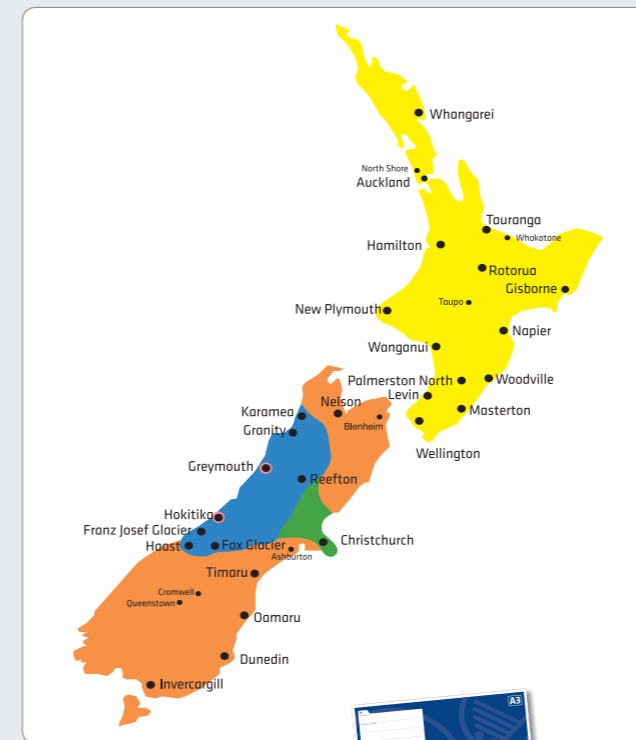 Whangarei
North Shore
Auckland
Tauranga
Whakatane
Hamilton
Rotorua
Gisborne
Taupo
New Plymouth
Napier
Wanganui
Palmerston North
Woodville
Levin
Nelson
Karamea
Masterton
Blenheim
Granity
Wellington
Greymouth
Reefton
Hokitika
Franz Josef Glacier
Christchurch
Haast
Fox Glacier
Ashburton
Timaru
Cromwell
Queenstown
Oamaru
Dunedin
Invercargill
A3